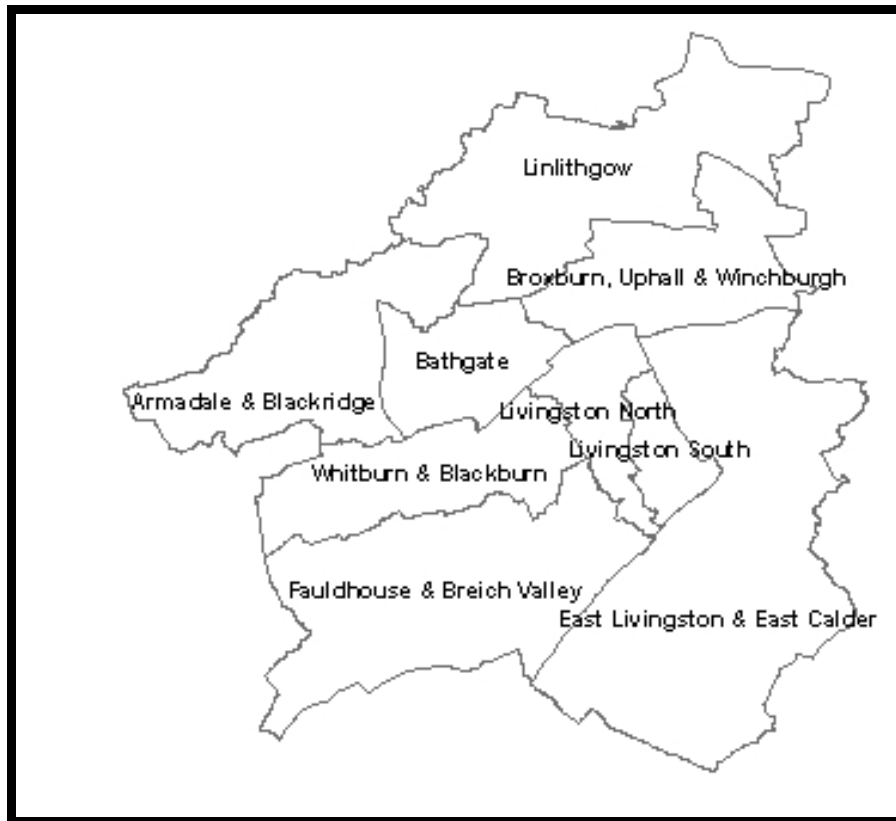 Linlithgow
Broxburn, Uphall & Winchburgh
Bathgate
Armadale & Blackridge
Livingston North
Livingston South
Whitburn & Blackburn
Fauldhouse & Breich Valley
East Livingston & East Calder